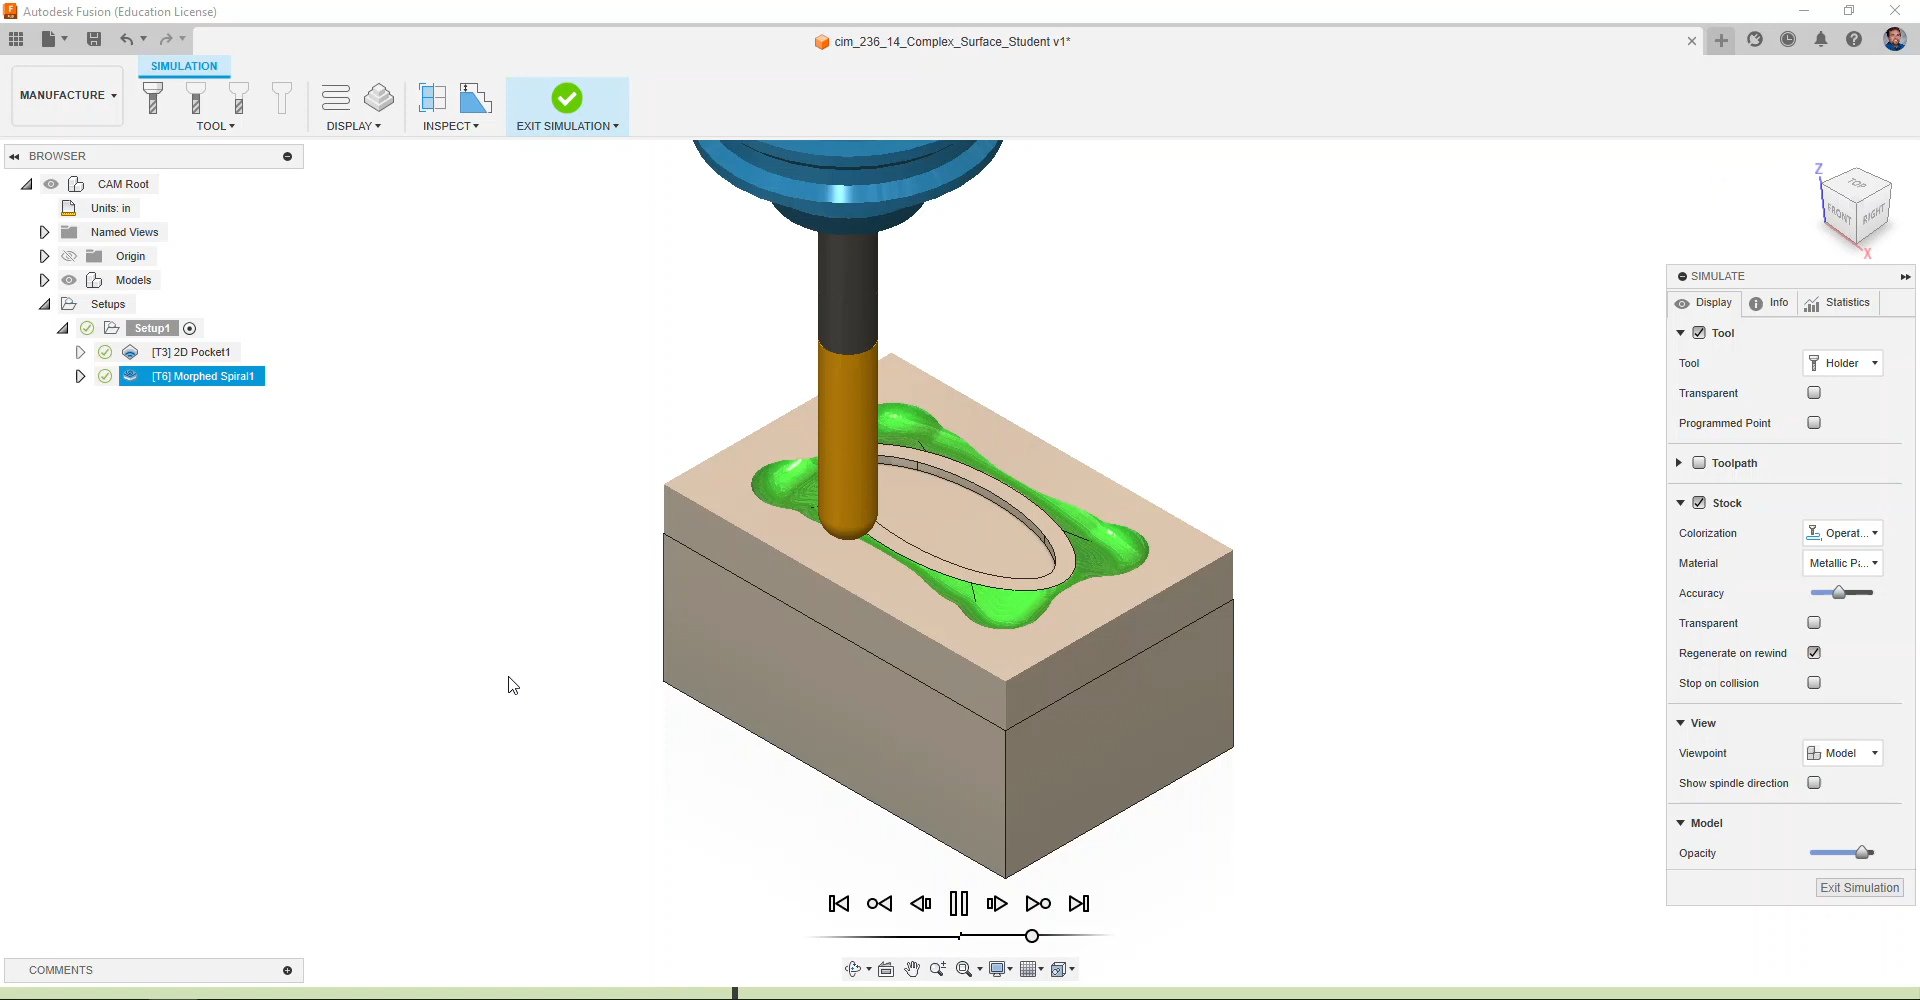 Autodesk Fusion (Education License)
cim_236_14_Complex_Surface_Student v1*
SIMULATION
MANUFACTURE
TOOL
DISPLAY
INSPECT
EXIT SIMULATION
BROWSER
CAM Root
Units: in
Named Views
Origin
Models
Setups
Setup1
[T3] 2D Pocket1
[T6] Morphed Spiral1
Z
TOP
FRONT
RIGHT
X
SIMULATE
Display
Info
Statistics
Tool
Tool
Holder
Transparent
Programmed Point
Toolpath
Stock
Colorization
Operat...
Material
Metallic P...
Accuracy
Transparent
Regenerate on rewind
Stop on collision
View
Viewpoint
Model
Show spindle direction
Model
Opacity
Exit Simulation
COMMENTS